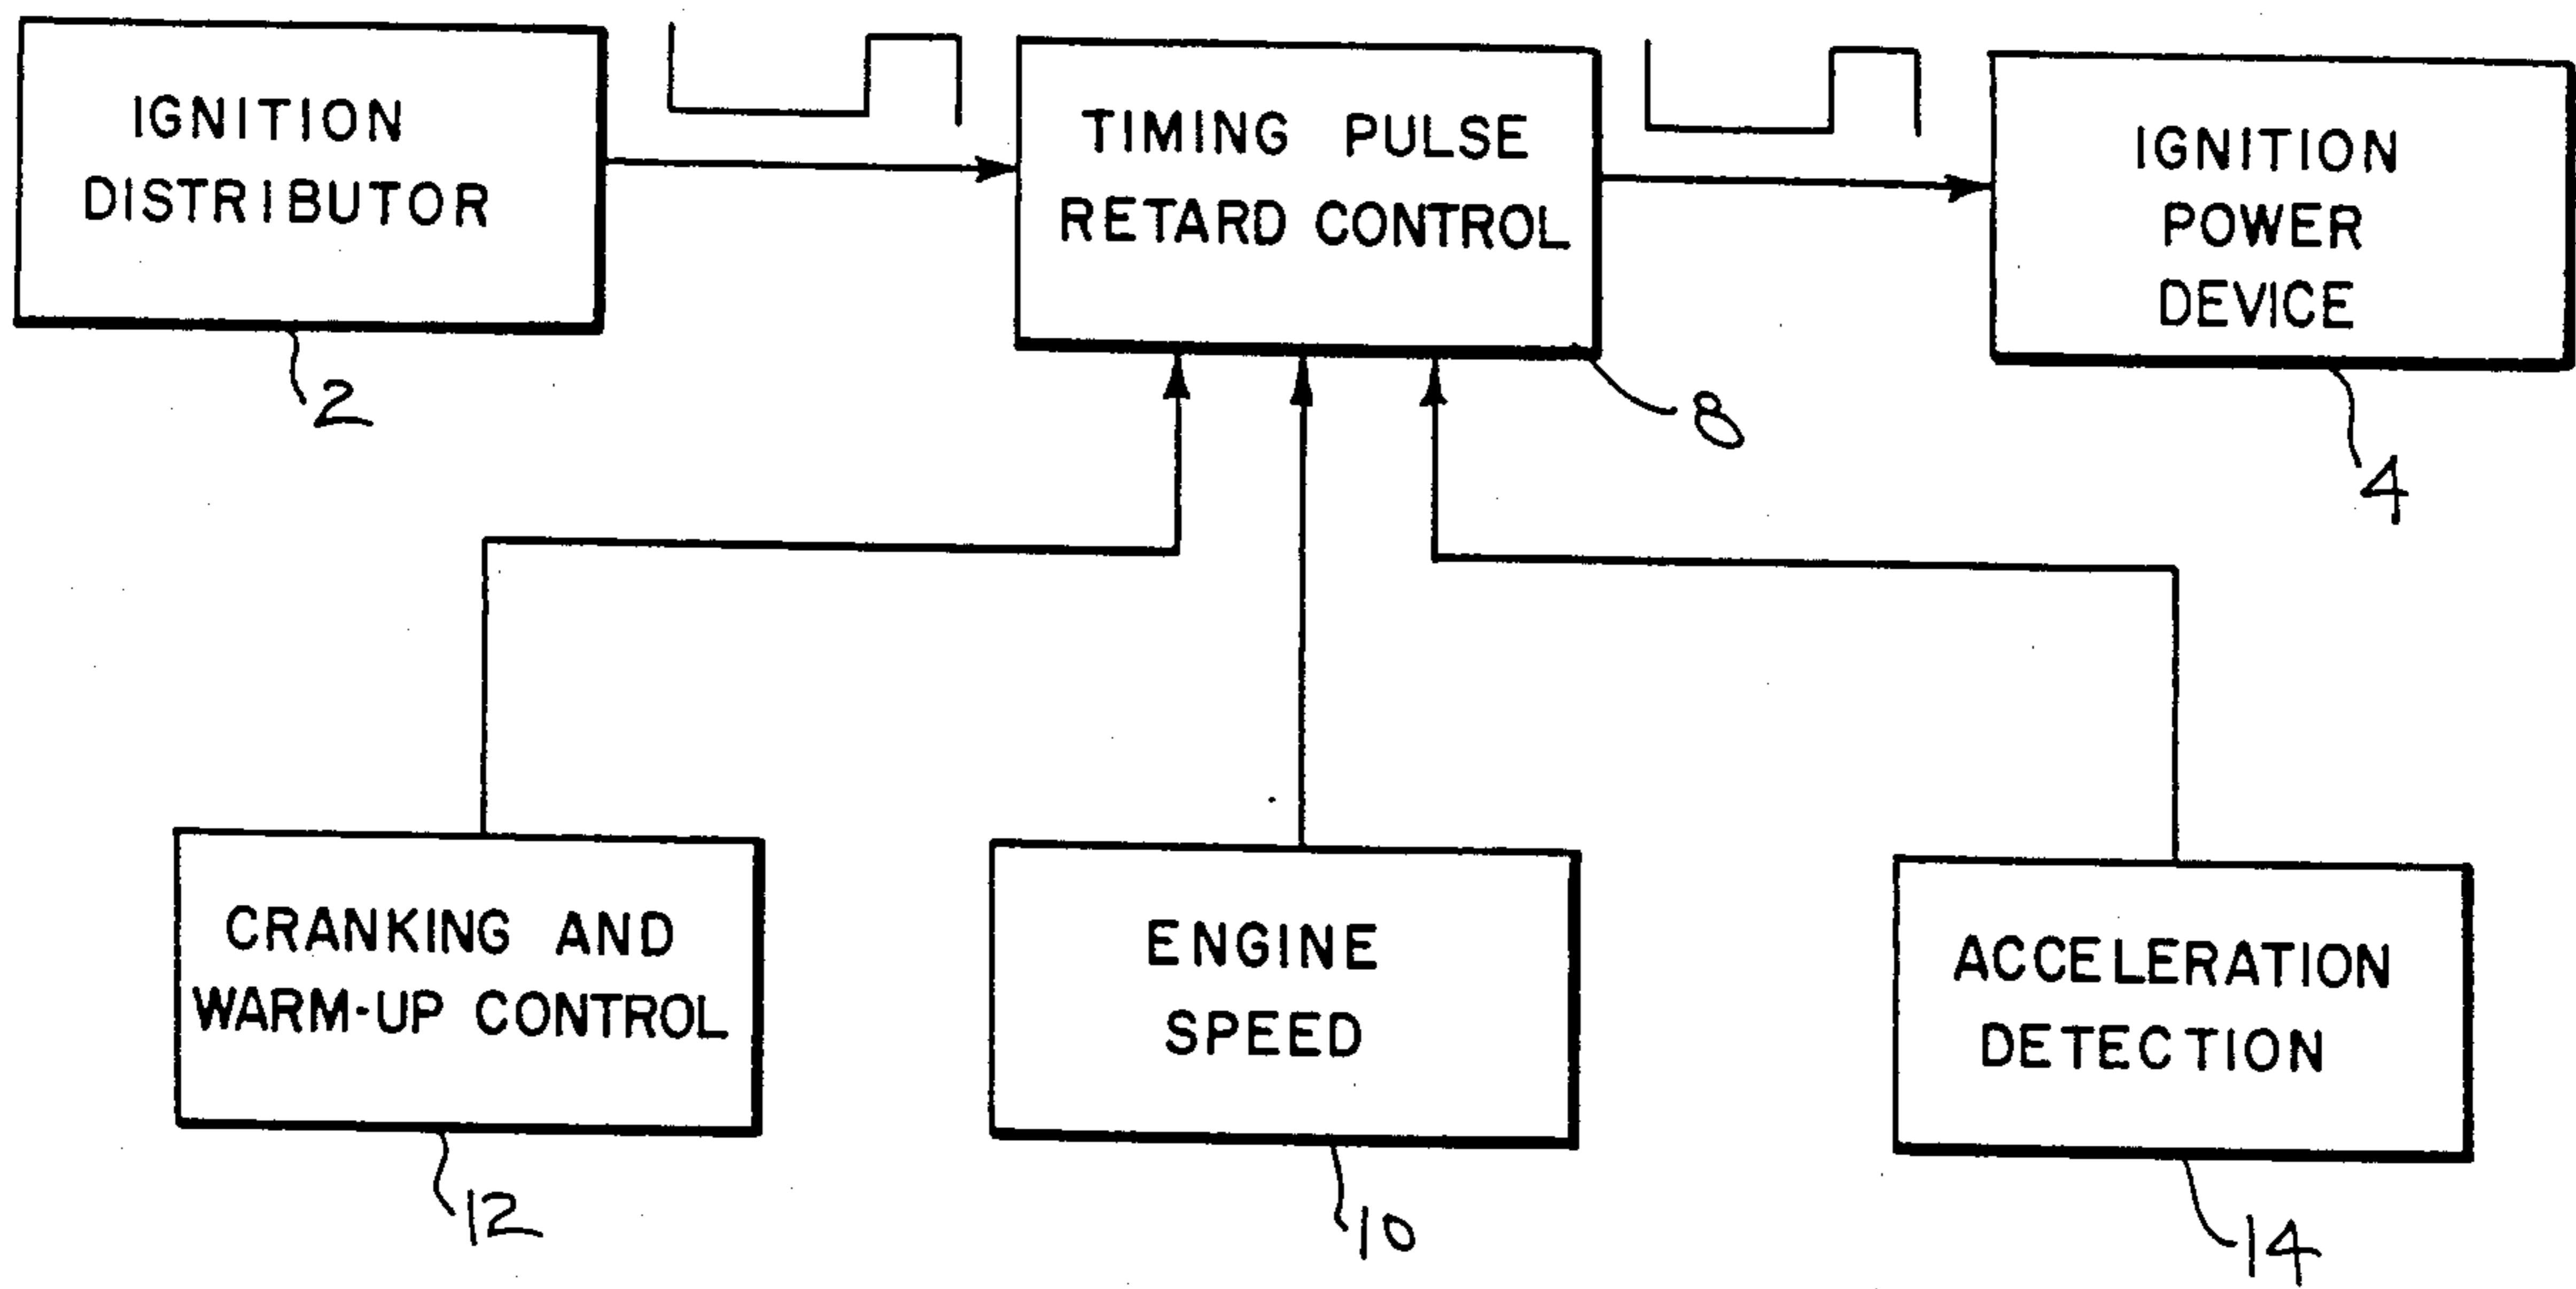 IGNITION
DISTRIBUTOR
2
TIMING PULSE
RETARD CONTROL
8
IGNITION
POWER
DEVICE
4
CRANKING AND
WARM-UP CONTROL
12
ENGINE
SPEED
10
ACCELERATION
DETECTION
14